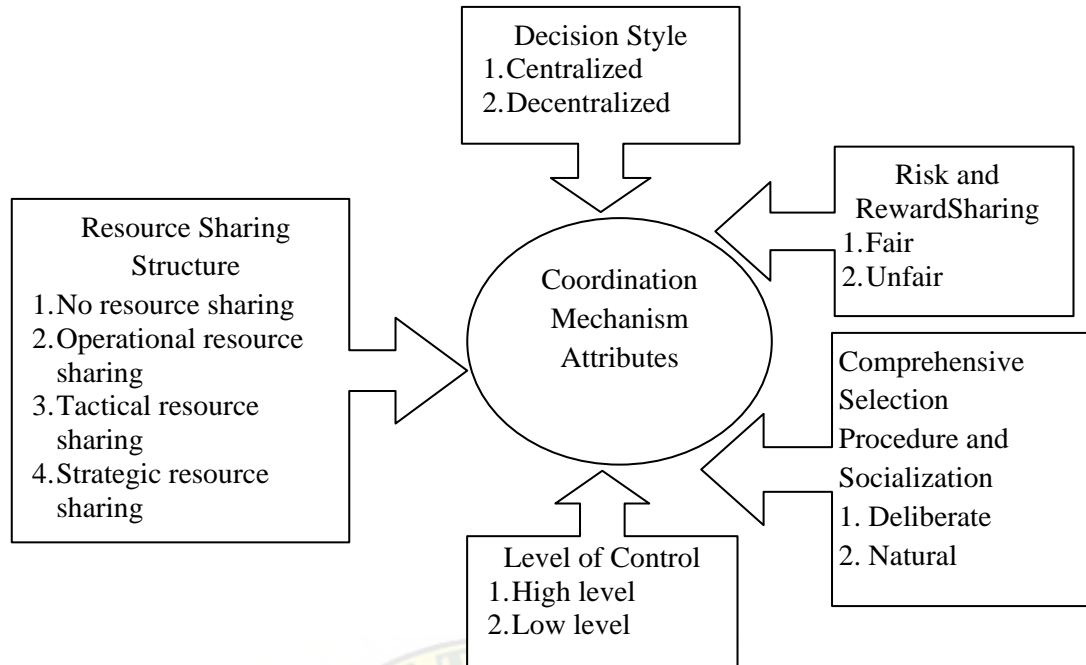 Decision Style
1.Centralized
2.Decentralized
Risk and
RewardSharing
1.Fair
2.Unfair
Resource Sharing
Structure
1.No resource sharing
2.Operational resource
sharing
3.Tactical resource
sharing
4.Strategic resource
sharing
Coordination
Mechanism
Attributes
Comprehensive
Selection
Procedure and
Socialization
1. Deliberate
2. Natural
Level of Control
1.High level
2.Low level